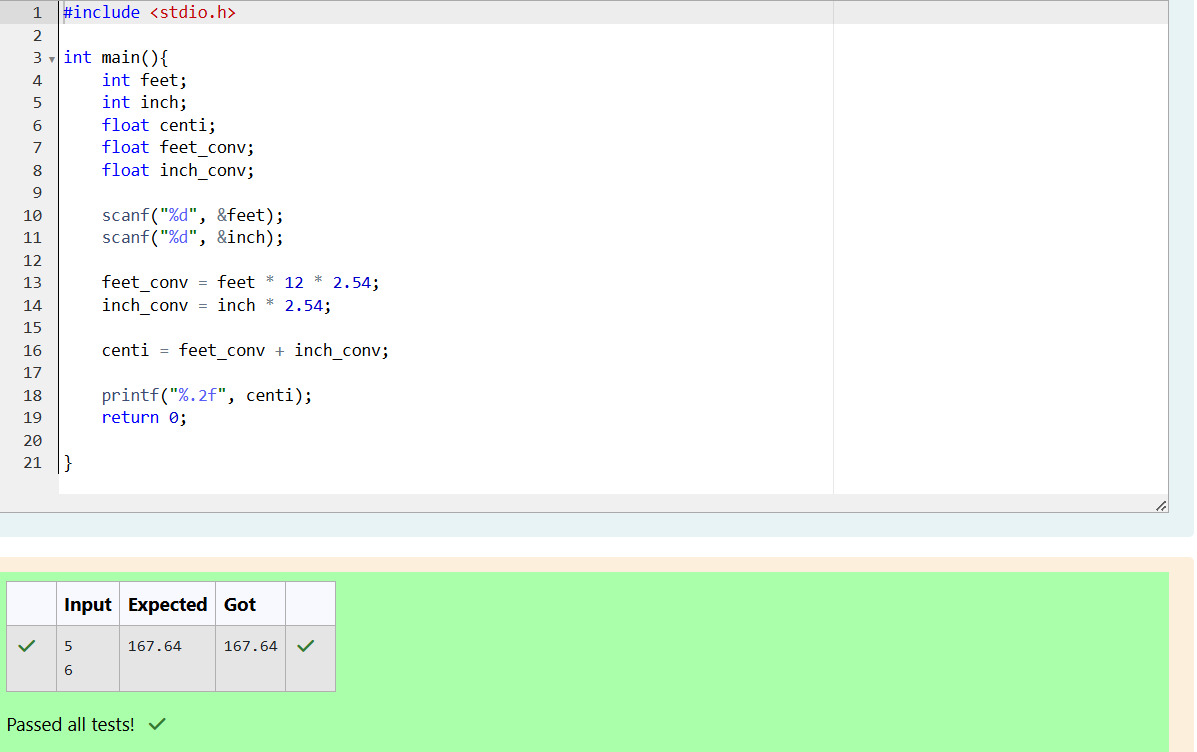 1 #include <stdio.h>
2
3 int main(){
4     int feet;
5     int inch;
6     float centi;
7     float feet_conv;
8     float inch_conv;
9
10     scanf("%d", &feet);
11     scanf("%d", &inch);
12
13     feet_conv = feet * 12 * 2.54;
14     inch_conv = inch * 2.54;
15
16     centi = feet_conv + inch_conv;
17
18     printf("%.2f", centi);
19     return 0;
20
21 }
Input Expected Got
5 167.64 167.64
6
Passed all tests!